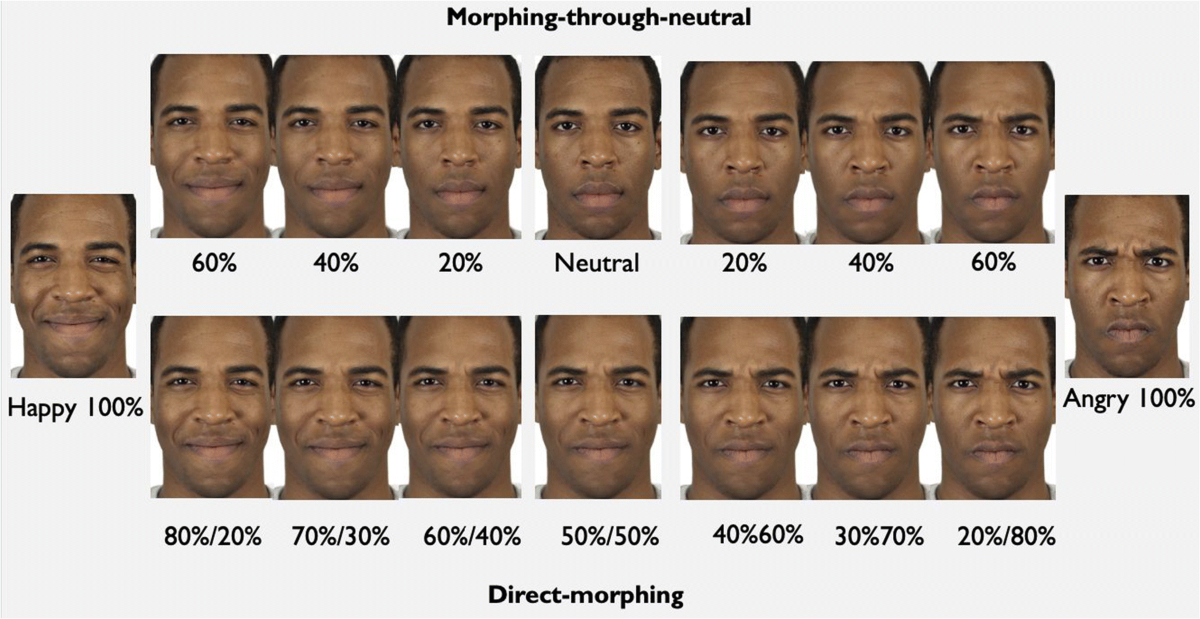 Morphing-through-neutral
60% 40% 20% Neutral 20% 40% 60%
Happy 100% Angry 100%
80%/20% 70%/30% 60%/40% 50%/50% 40%60% 30%70% 20%/80%
Direct-morphing